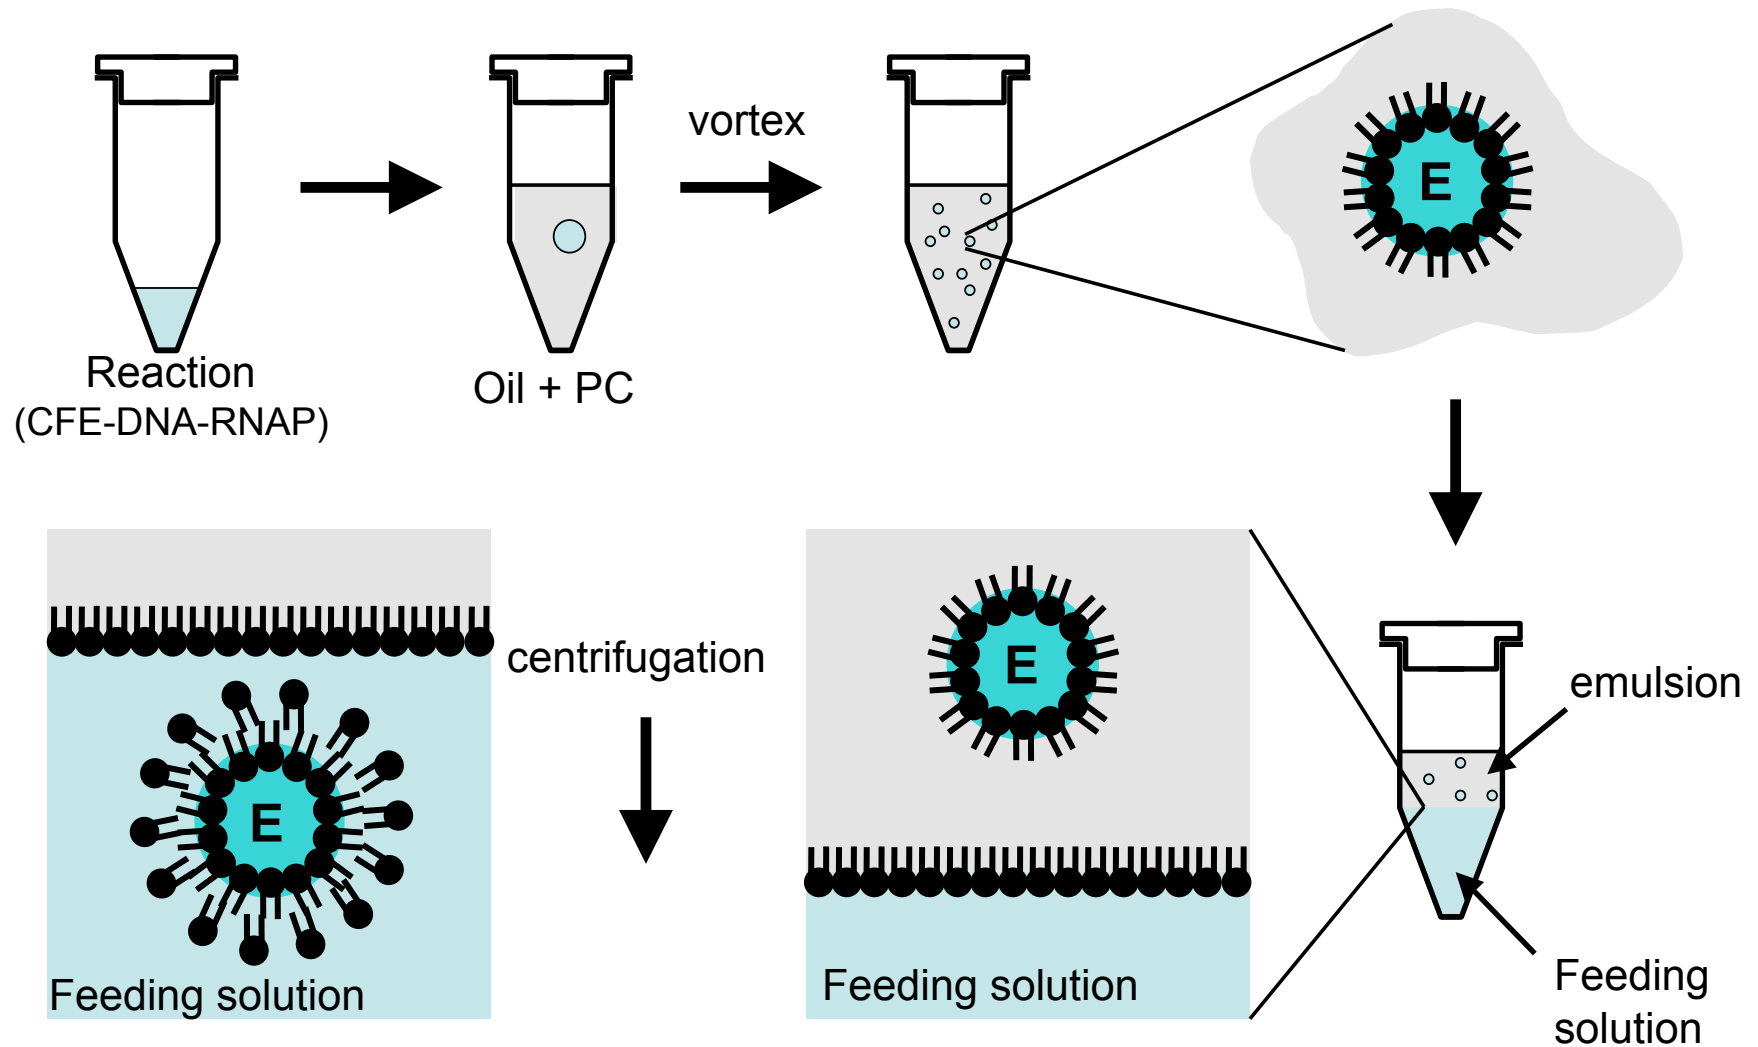 vortex
E
Reaction
(CFE-DNA-RNAP)
Oil + PC
centrifugation
E
emulsion
E
Feeding solution
Feeding solution
Feeding
solution